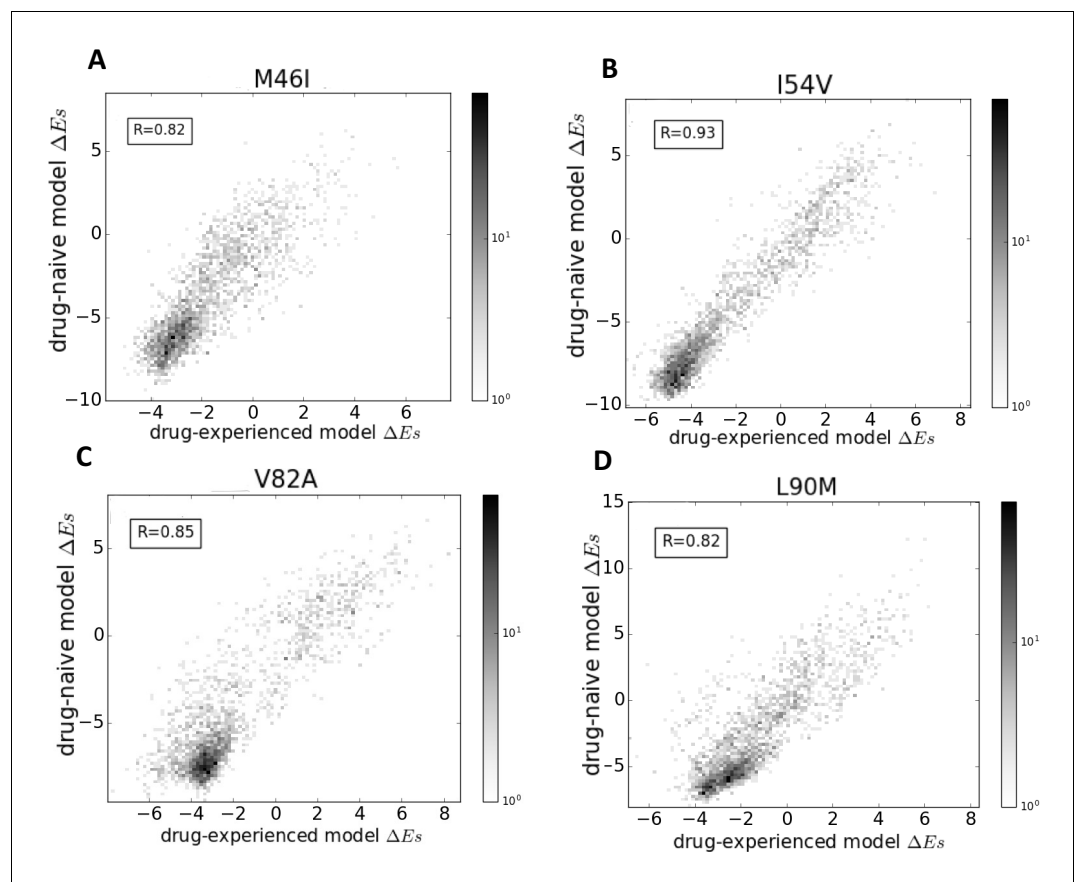 A
M46I
R=0.82
drug-naive model ΔEs
5
0
−5
−10
−4 −2 0 2 4 6
drug-experienced model ΔEs
10¹
10⁰
B
I54V
R=0.93
drug-naive model ΔEs
5
0
−5
−10
−6 −4 −2 0 2 4 6 8
drug-experienced model ΔEs
10¹
10⁰
C
V82A
R=0.85
drug-naive model ΔEs
5
0
−5
−6 −4 −2 0 2 4 6 8
drug-experienced model ΔEs
10¹
10⁰
D
L90M
R=0.82
drug-naive model ΔEs
15
10
5
0
−5
−6 −4 −2 0 2 4 6 8
drug-experienced model ΔEs
10¹
10⁰